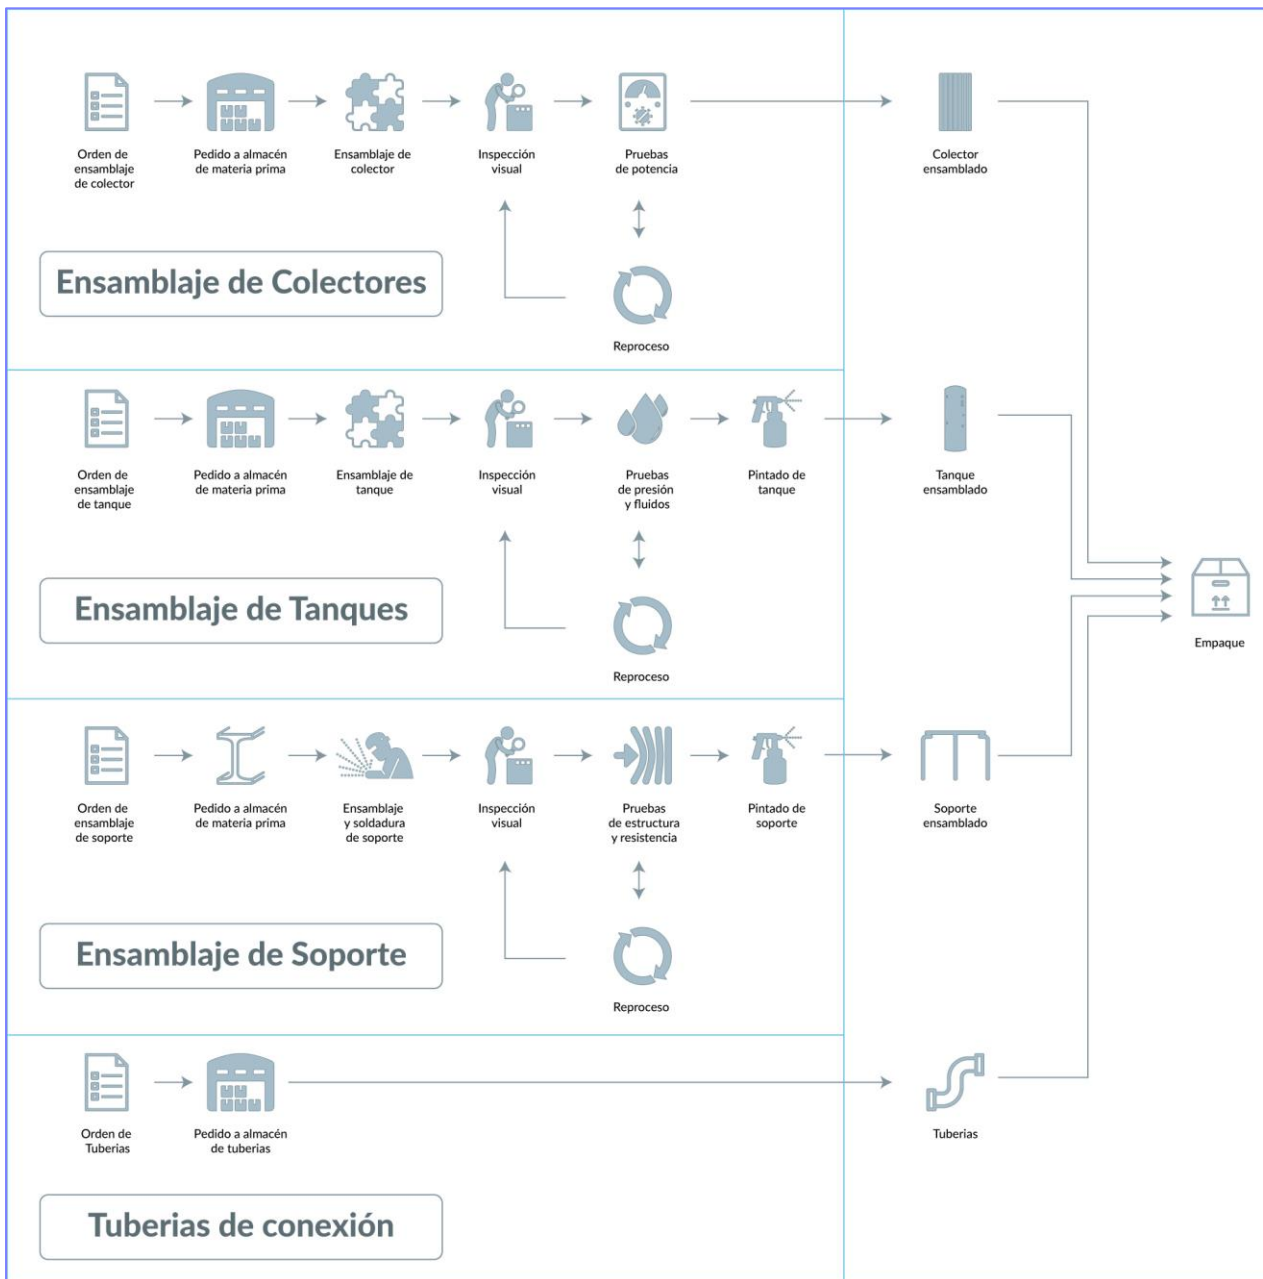 Orden de
ensamblaje
de colector
Pedido a almacén
de materia prima
Ensamblaje de
colector
Inspección
visual
Pruebas
de potencia
Colector
ensamblado
Ensamblaje de Colectores
Reproceso
Orden de
ensamblaje
de tanque
Pedido a almacén
de materia prima
Ensamblaje de
tanque
Inspección
visual
Pruebas
de presión
y fluidos
Pintado de
tanque
Tanque
ensamblado
Ensamblaje de Tanques
Reproceso
Empaque
Orden de
ensamblaje
de soporte
Pedido a almacén
de materia prima
Ensamblaje
y soldadura
de soporte
Inspección
visual
Pruebas
de estructura
y resistencia
Pintado de
soporte
Soporte
ensamblado
Ensamblaje de Soporte
Reproceso
Orden de
Tuberias
Pedido a almacén
de tuberias
Tuberias
Tuberias de conexión